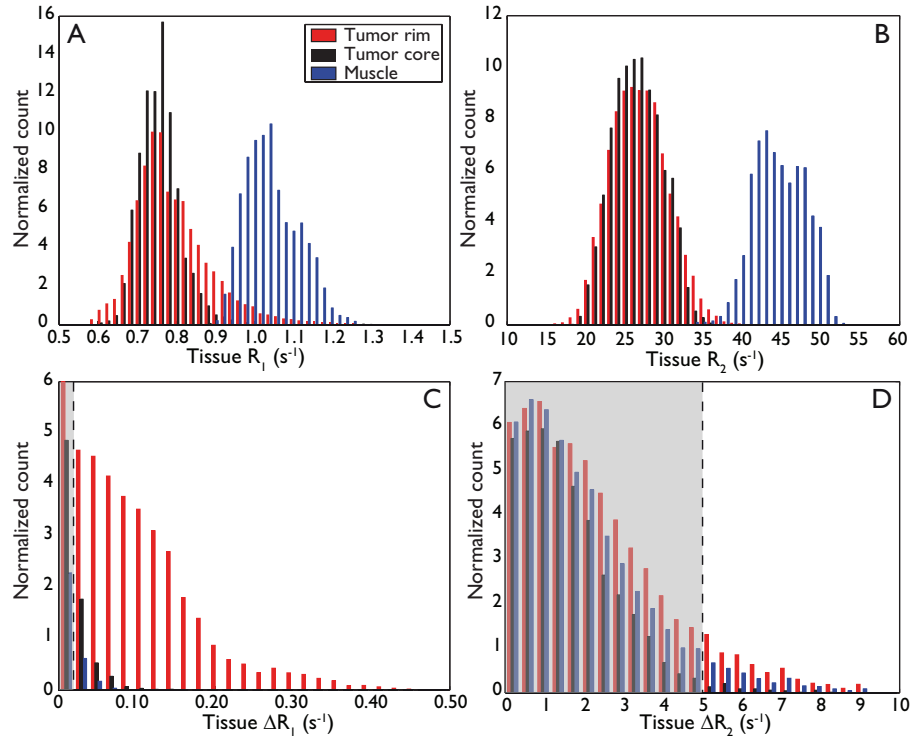 A
Tumor rim
Tumor core
Muscle
Normalized count
0 2 4 6 8 10 12 14 16
0.5 0.6 0.7 0.8 0.9 1.0 1.1 1.2 1.3 1.5 1.5
Tissue R1 (s-1)
B
Normalized count
0 2 4 6 8 10 12
10 15 20 25 30 35 40 45 50 55 60
Tissue R2 (s-1)
C
Normalized count
0 1 2 3 4 5 6
0.10 0.20 0.30 0.40 0.50
Tissue ΔR1 (s-1)
D
Normalized count
0 1 2 3 4 5 6 7
0 1 2 3 4 5 6 7 8 9 10
Tissue ΔR2 (s-1)